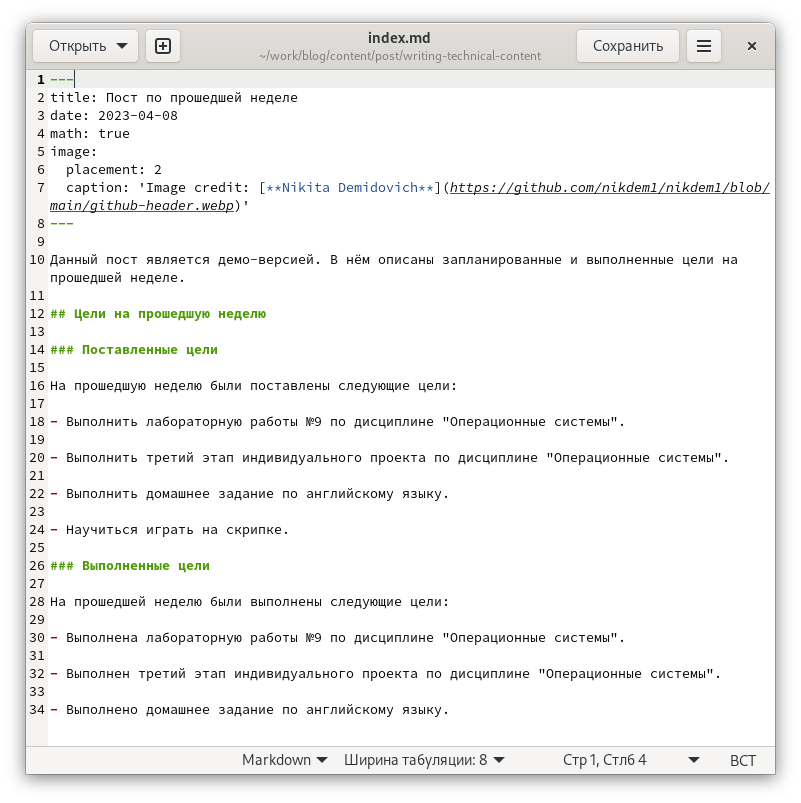 Открыть
index.md
~/work/blog/content/post/writing-technical-content
Сохранить
1 ---
2 title: Пост по прошедшей неделе
3 date: 2023-04-08
4 math: true
5 image:
6   placement: 2
7   caption: 'Image credit: [**Nikita Demidovich**](https://github.com/nikdem1/nikdem1/blob/
main/github-header.webp)'
8 ---
9
10 Данный пост является демо-версией. В нём описаны запланированные и выполненные цели на
прошедшей неделе.
11
12 ## Цели на прошедшую неделю
13
14 ### Поставленные цели
15
16 На прошедшую неделю были поставлены следующие цели:
17
18 - Выполнить лабораторную работы №9 по дисциплине "Операционные системы".
19
20 - Выполнить третий этап индивидуального проекта по дисциплине "Операционные системы".
21
22 - Выполнить домашнее задание по английскому языку.
23
24 - Научиться играть на скрипке.
25
26 ### Выполненные цели
27
28 На прошедшей неделю были выполнены следующие цели:
29
30 - Выполнена лабораторную работы №9 по дисциплине "Операционные системы".
31
32 - Выполнен третий этап индивидуального проекта по дисциплине "Операционные системы".
33
34 - Выполнено домашнее задание по английскому языку.
Markdown Ширина табуляции: 8 Стр 1, Стлб 4 ВСТ